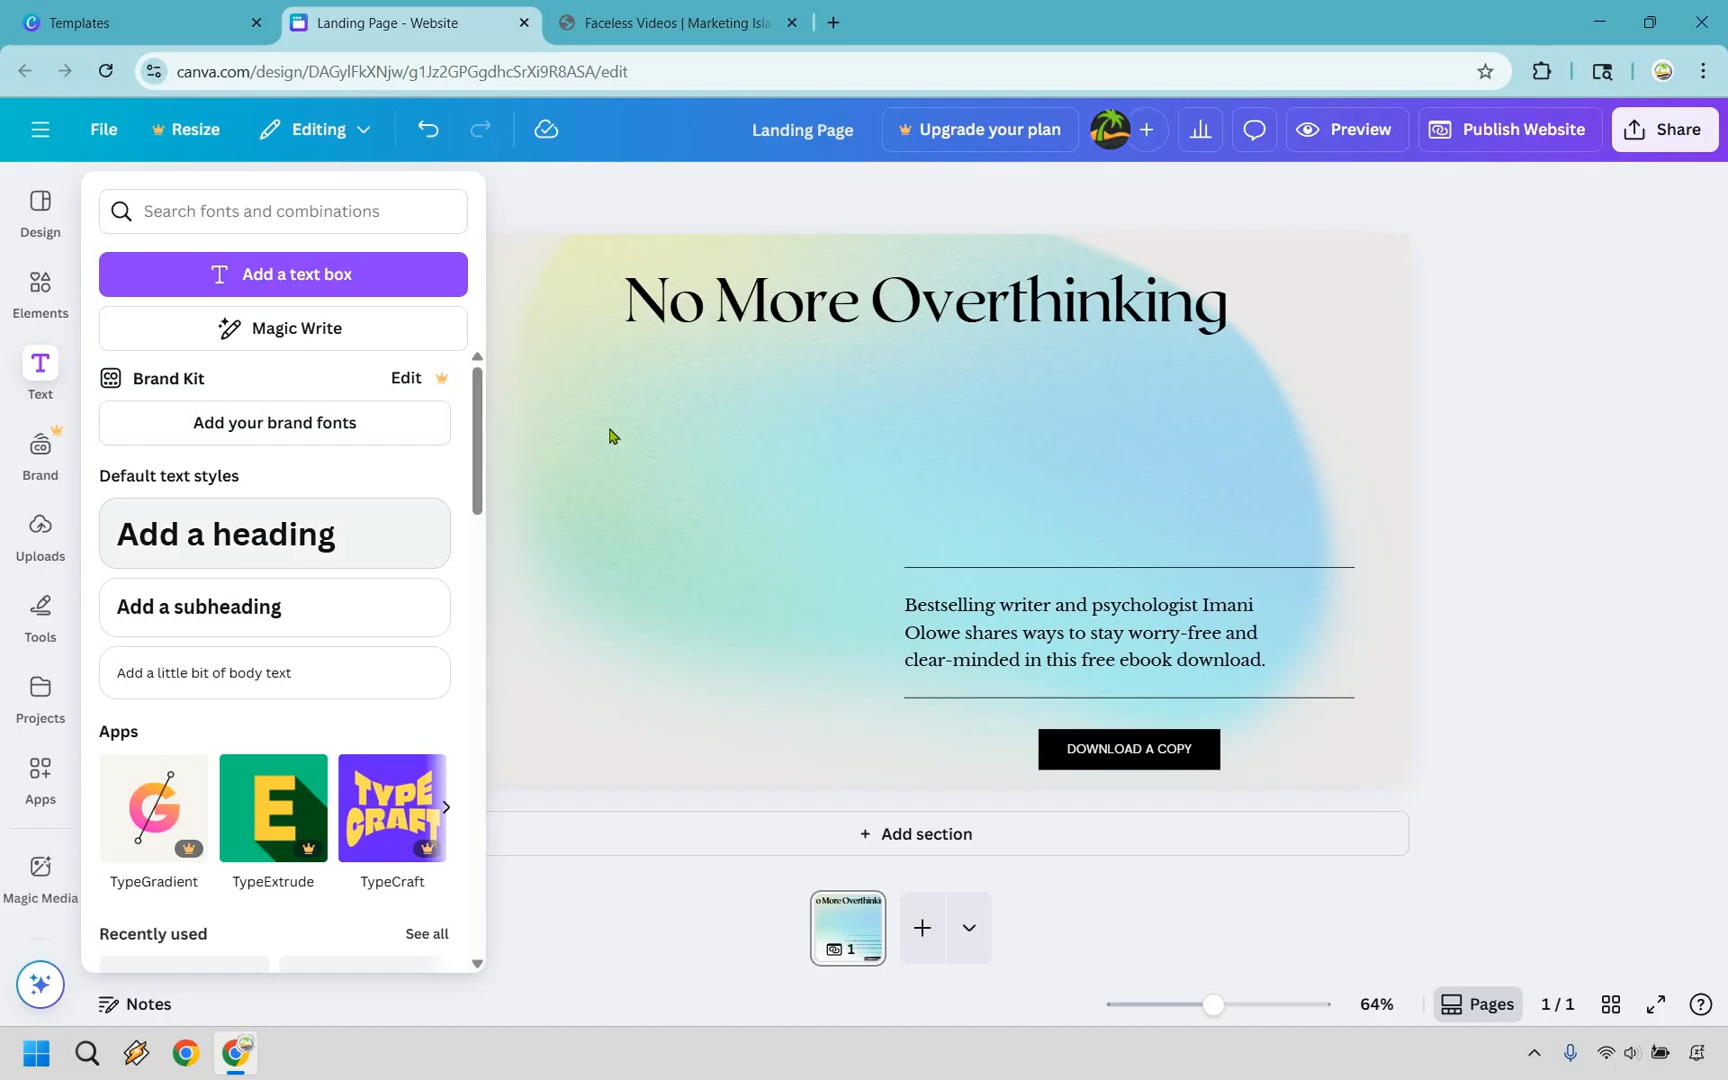 Templates
Landing Page - Website
Faceless Videos | Marketing Isla
canva.com/design/DAGylFkXNjw/g1Jz2GPGgdhcSrXi9R8ASA/edit
File
Resize
Editing
Landing Page
Upgrade your plan
Preview
Publish Website
Share
Design
Elements
Text
Brand
Uploads
Tools
Projects
Apps
Magic Media
Search fonts and combinations
Add a text box
Magic Write
Brand Kit
Edit
Add your brand fonts
Default text styles
Add a heading
Add a subheading
Add a little bit of body text
Apps
G
E
TYPE
CRAFT
TypeGradient
TypeExtrude
TypeCraft
Recently used
See all
No More Overthinking
Bestselling writer and psychologist Imani
Olowe shares ways to stay worry-free and
clear-minded in this free ebook download.
DOWNLOAD A COPY
+ Add section
o More Overthinki
1
Notes
64%
Pages
1 / 1